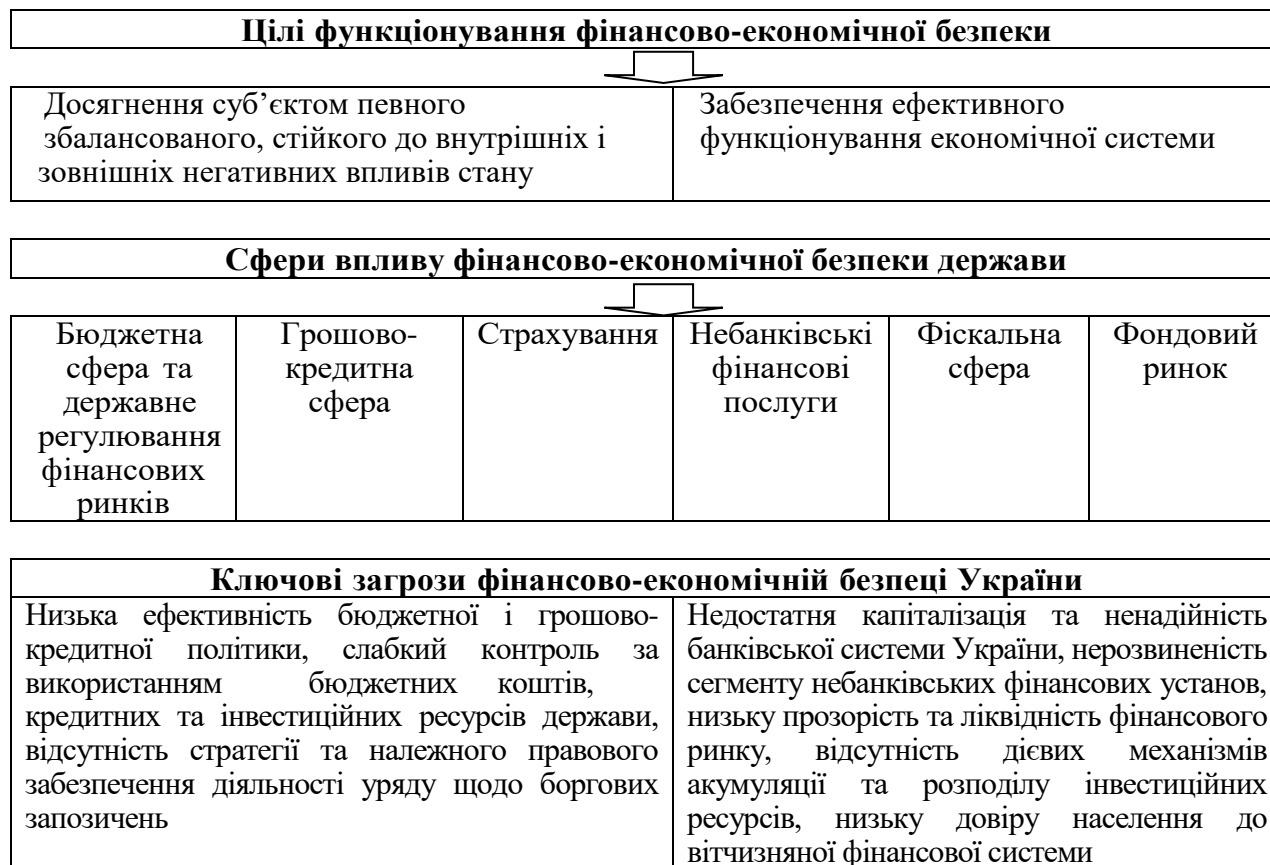 Цілі функціонування фінансово-економічної безпеки
Досягнення суб’єктом певного
збалансованого, стійкого до внутрішніх і
зовнішніх негативних впливів стану
Забезпечення ефективного
функціонування економічної системи
Сфери впливу фінансово-економічної безпеки держави
Бюджетна
сфера та
державне
регулювання
фінансових
ринків
Грошово-
кредитна
сфера
Страхування
Небанківські
фінансові
послуги
Фіскальна
сфера
Фондовий
ринок
Ключові загрози фінансово-економічній безпеці України
Низька ефективність бюджетної і грошово-
кредитної політики, слабкий контроль за
використанням бюджетних коштів,
кредитних та інвестиційних ресурсів держави,
відсутність стратегії та належного правового
забезпечення діяльності уряду щодо боргових
запозичень
Недостатня капіталізація та ненадійність
банківської системи України, нерозвиненість
сегменту небанківських фінансових установ,
низьку прозорість та ліквідність фінансового
ринку, відсутність дієвих механізмів
акумуляції та розподілу інвестиційних
ресурсів, низьку довіру населення до
вітчизняної фінансової системи